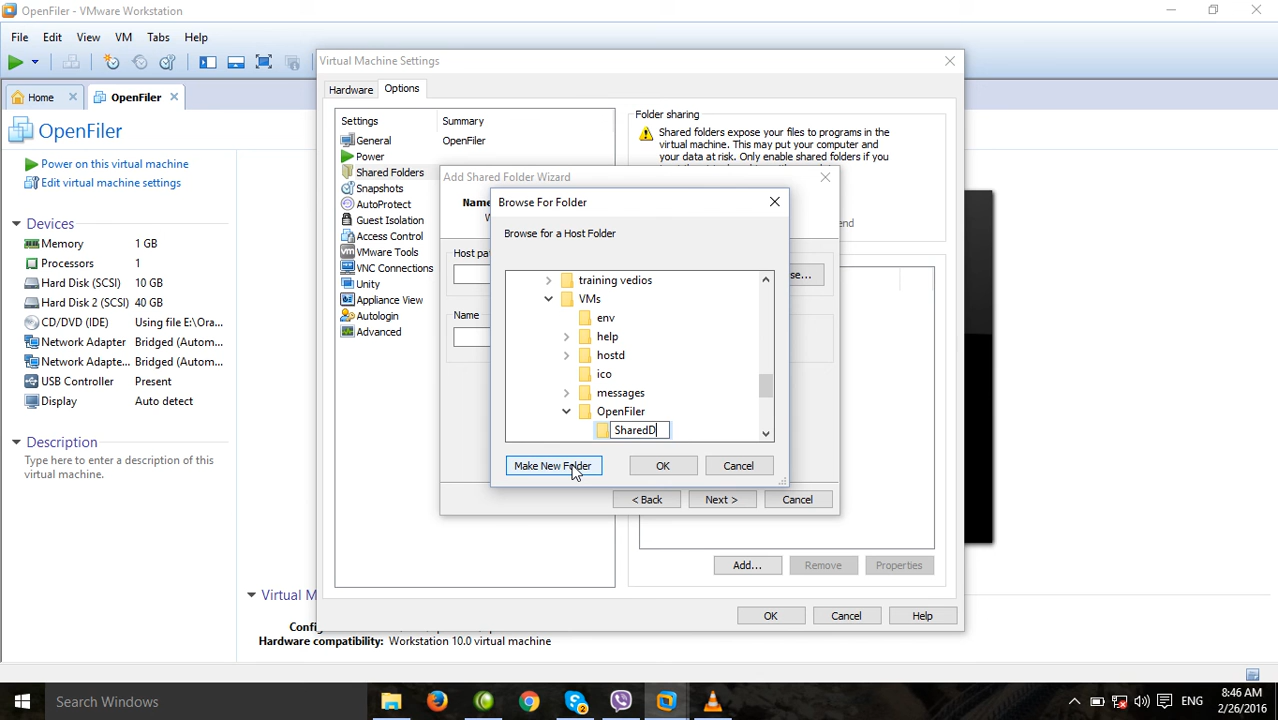 OpenFiler - VMware Workstation
File Edit View VM Tabs Help
Home
OpenFiler
OpenFiler
Power on this virtual machine
Edit virtual machine settings
Devices
Memory 1 GB
Processors 1
Hard Disk (SCSI) 10 GB
Hard Disk 2 (SCSI) 40 GB
CD/DVD (IDE) Using file E:\Ora...
Network Adapter Bridged (Autom...
Network Adapte... Bridged (Autom...
USB Controller Present
Display Auto detect
Description
Type here to enter a description of this
virtual machine.
Virtual M
Config
Hardware compatibility: Workstation 10.0 virtual machine
Virtual Machine Settings
Hardware Options
Settings Summary
General OpenFiler
Power
Shared Folders
Snapshots
AutoProtect
Guest Isolation
Access Control
VMware Tools
VNC Connections
Unity
Appliance View
Autologin
Advanced
Folder sharing
Shared folders expose your files to programs in the
virtual machine. This may put your computer and
your data at risk. Only enable shared folders if you
Add... Remove Properties
OK Cancel Help
Add Shared Folder Wizard
Name
W
Host pat
se...
Name
< Back Next > Cancel
Browse For Folder
Browse for a Host Folder
training vedios
VMs
env
help
hostd
ico
messages
OpenFiler
SharedD
Make New Folder OK Cancel
Search Windows
2
ENG
8:46 AM
2/26/2016